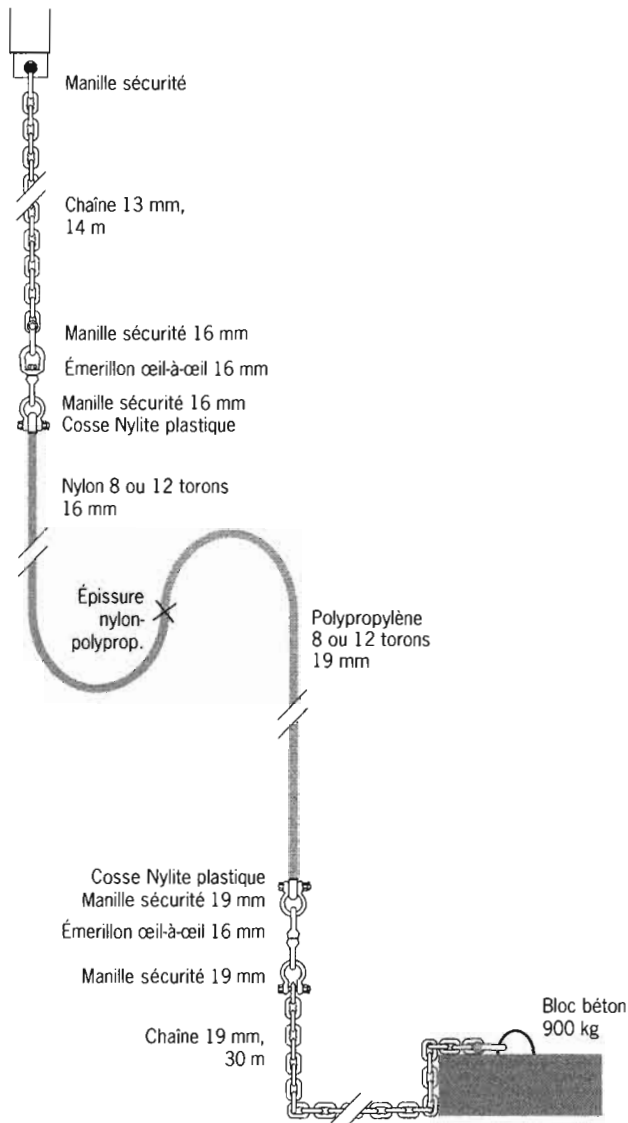 Manille sécurité
Chaîne 13 mm,
14 m
Manille sécurité 16 mm
Émerillon œil-à-œil 16 mm
Manille sécurité 16 mm
Cosse Nylite plastique
Nylon 8 ou 12 torons
16 mm
Épissure
nylon-
polyprop.
Polypropylène
8 ou 12 torons
19 mm
Cosse Nylite plastique
Manille sécurité 19 mm
Émerillon œil-à-œil 16 mm
Manille sécurité 19 mm
Chaîne 19 mm,
30 m
Bloc béton
900 kg